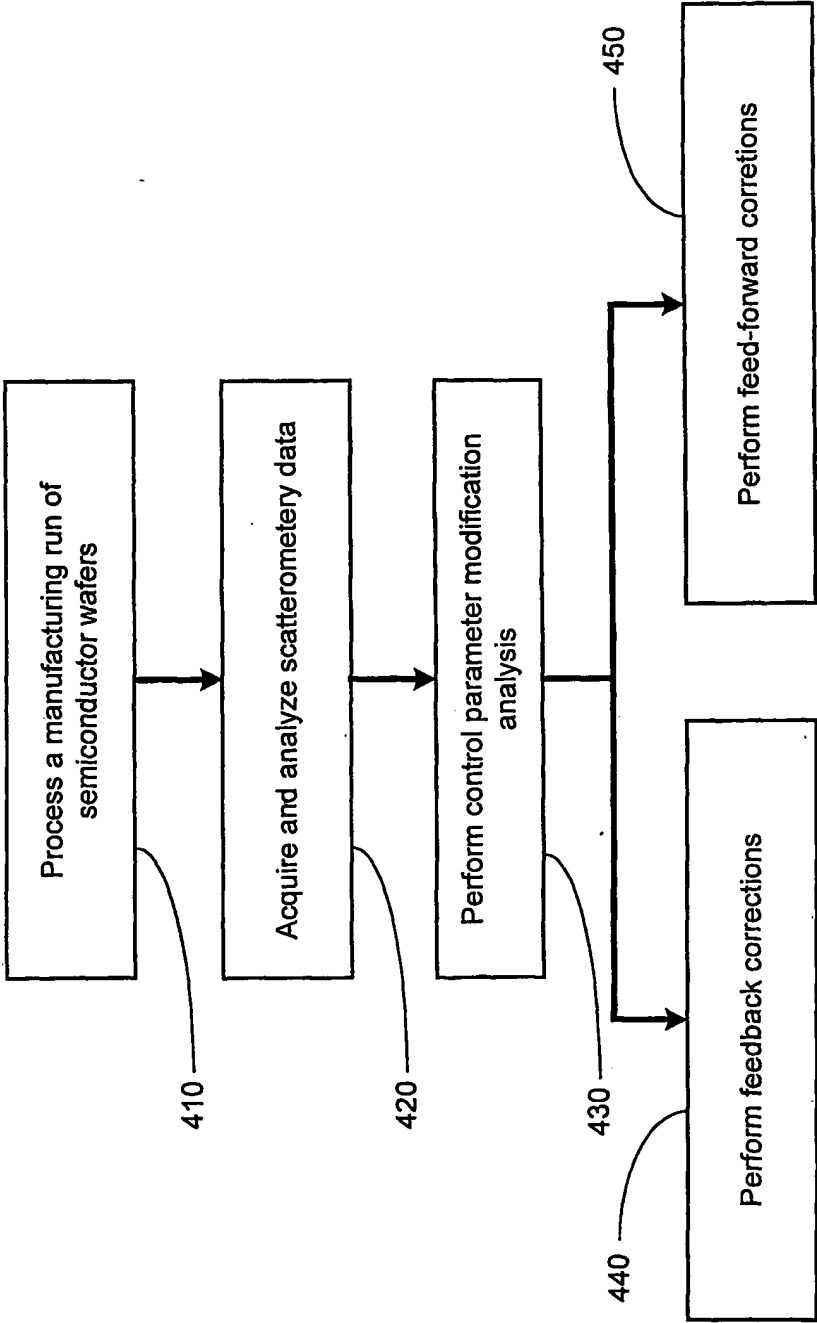 Process a manufacturing run of
semiconductor wafers
410
Acquire and analyze scatterometery data
420
Perform control parameter modification
analysis
430
Perform feedback corrections
440
Perform feed-forward corretions
450